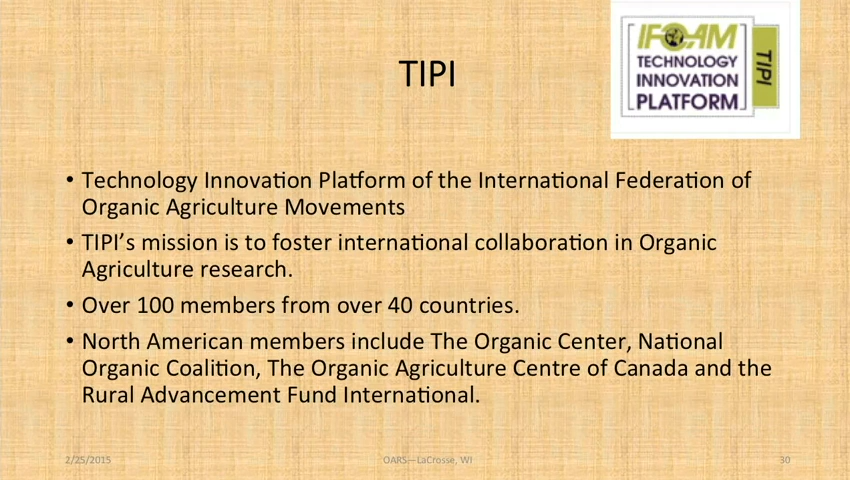 TIPI
IFOAM
TECHNOLOGY
INNOVATION
PLATFORM
TIPI
• Technology Innovation Platform of the International Federation of
Organic Agriculture Movements
• TIPI’s mission is to foster international collaboration in Organic
Agriculture research.
• Over 100 members from over 40 countries.
• North American members include The Organic Center, National
Organic Coalition, The Organic Agriculture Centre of Canada and the
Rural Advancement Fund International.
2/25/2015
OARS—LaCrosse, WI
30